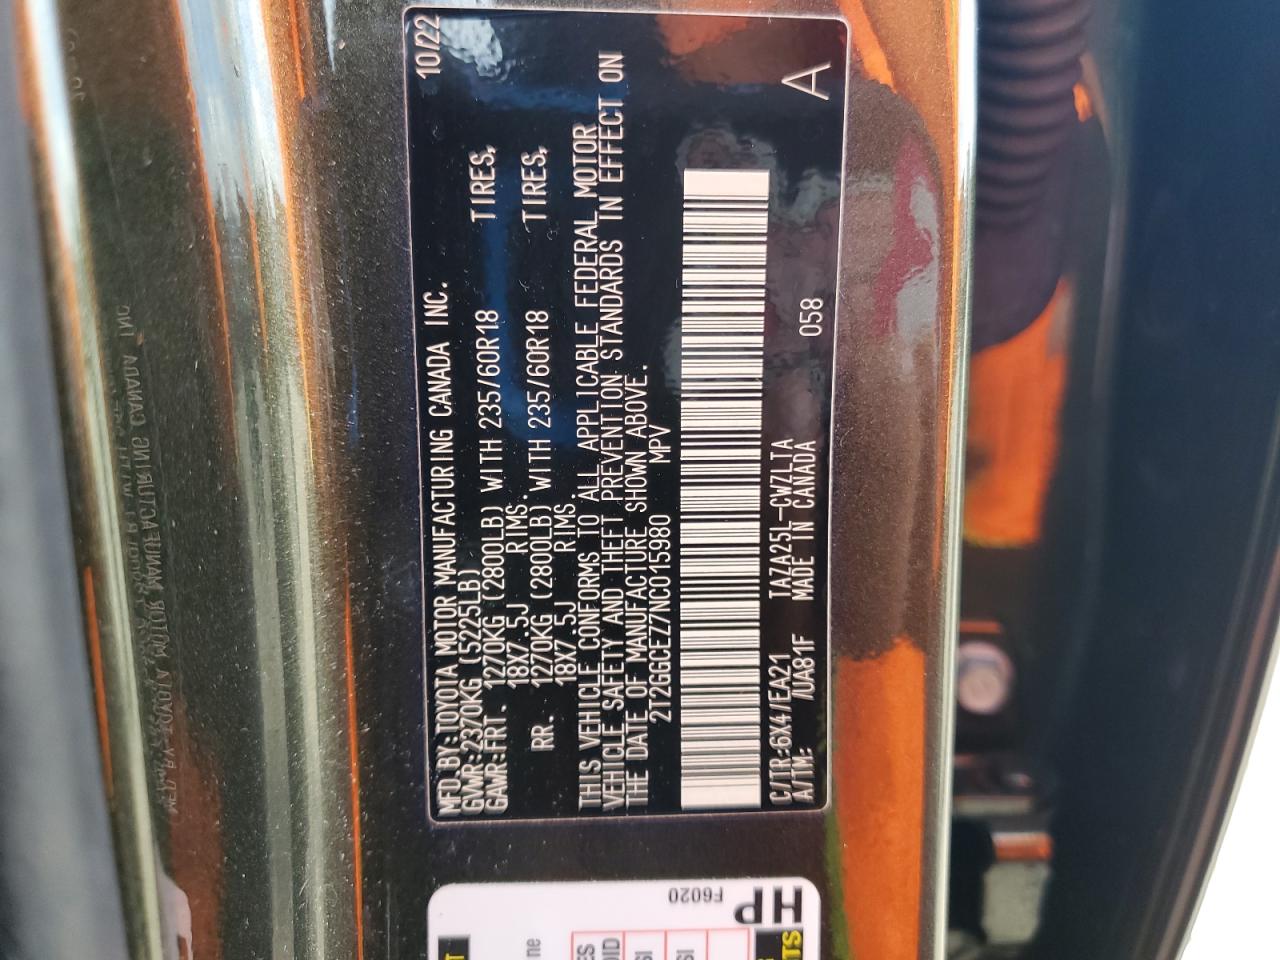 MFD.BY:TOYOTA MOTOR MANUFACTURING CANADA INC. 10/22
GVWR:2370KG (5225LB)
GAWR:FRT. 1270KG (2800LB) WITH 235/60R18 TIRES,
18X7.5J RIMS.
RR. 1270KG (2800LB) WITH 235/60R18 TIRES,
18X7.5J RIMS.
THIS VEHICLE CONFORMS TO ALL APPLICABLE FEDERAL MOTOR
VEHICLE SAFETY AND THEFT PREVENTION STANDARDS IN EFFECT ON
THE DATE OF MANUFACTURE SHOWN ABOVE.
2T2GGCEZ7NC015980 MPV
C/TR:6X4/EA21 TAZA25L-CWZLTA
A/TM: /UA81F MADE IN CANADA 058 A
HP
F6020